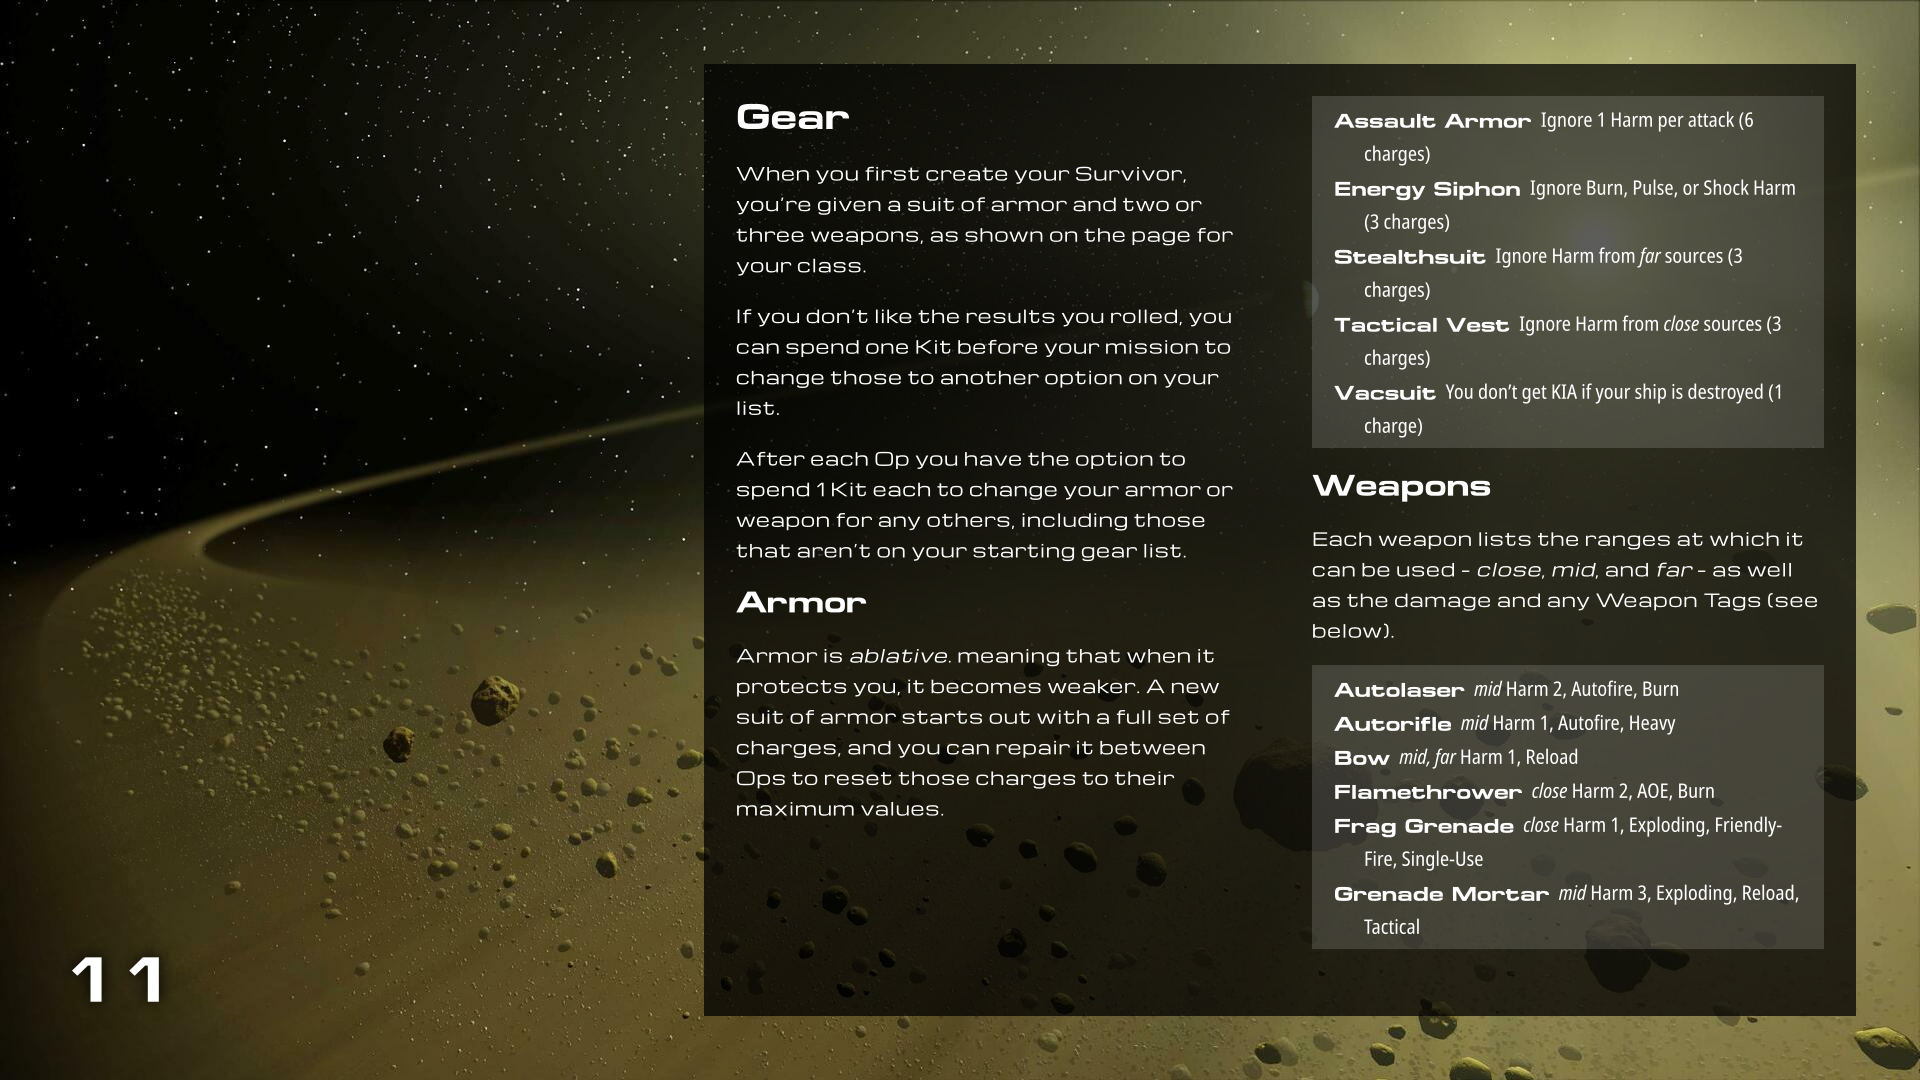 Gear
When you first create your Survivor,
you're given a suit of armor and two or
three weapons, as shown on the page for
your class.
If you don't like the results you rolled, you
can spend one Kit before your mission to
change those to another option on your
list.
After each Op you have the option to
spend 1 Kit each to change your armor or
weapon for any others, including those
that aren't on your starting gear list.
Armor
Armor is ablative. meaning that when it
protects you, it becomes weaker. A new
suit of armor starts out with a full set of
charges, and you can repair it between
Ops to reset those charges to their
maximum values.
Assault Armor Ignore 1 Harm per attack (6
charges)
Energy Siphon Ignore Burn, Pulse, or Shock Harm
(3 charges)
Stealthsuit Ignore Harm from far sources (3
charges)
Tactical Vest Ignore Harm from close sources (3
charges)
Vacsuit You don't get KIA if your ship is destroyed (1
charge)
Weapons
Each weapon lists the ranges at which it
can be used - close, mid, and far - as well
as the damage and any Weapon Tags (see
below).
Autolaser mid Harm 2, Autofire, Burn
Autorifle mid Harm 1, Autofire, Heavy
Bow mid, far Harm 1, Reload
Flamethrower close Harm 2, AOE, Burn
Frag Grenade close Harm 1, Exploding, Friendly-
Fire, Single-Use
Grenade Mortar mid Harm 3, Exploding, Reload,
Tactical
11